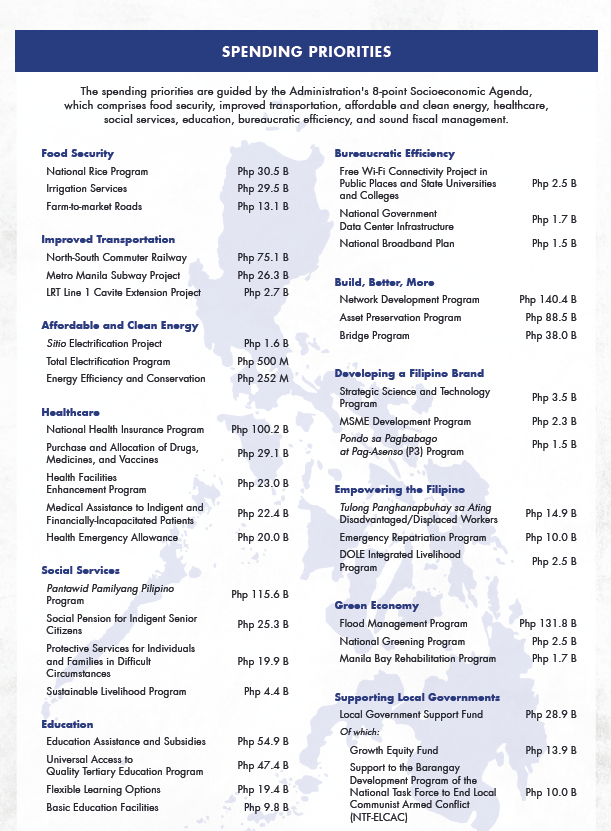 SPENDING PRIORITIES
The spending priorities are guided by the Administration's 8-point Socioeconomic Agenda,
which comprises food security, improved transportation, affordable and clean energy, healthcare,
social services, education, bureaucratic efficiency, and sound fiscal management.
Food Security
National Rice Program Php 30.5 B
Irrigation Services Php 29.5 B
Farm-to-market Roads Php 13.1 B
Improved Transportation
North-South Commuter Railway Php 75.1 B
Metro Manila Subway Project Php 26.3 B
LRT Line 1 Cavite Extension Project Php 2.7 B
Affordable and Clean Energy
Sitio Electrification Project Php 1.6 B
Total Electrification Program Php 500 M
Energy Efficiency and Conservation Php 252 M
Healthcare
National Health Insurance Program Php 100.2 B
Purchase and Allocation of Drugs,
Medicines, and Vaccines Php 29.1 B
Health Facilities
Enhancement Program Php 23.0 B
Medical Assistance to Indigent and
Financially-Incapacitated Patients Php 22.4 B
Health Emergency Allowance Php 20.0 B
Social Services
Pantawid Pamilyang Pilipino
Program Php 115.6 B
Social Pension for Indigent Senior
Citizens Php 25.3 B
Protective Services for Individuals
and Families in Difficult
Circumstances Php 19.9 B
Sustainable Livelihood Program Php 4.4 B
Education
Education Assistance and Subsidies Php 54.9 B
Universal Access to
Quality Tertiary Education Program Php 47.4 B
Flexible Learning Options Php 19.4 B
Basic Education Facilities Php 9.8 B
Bureaucratic Efficiency
Free Wi-Fi Connectivity Project in
Public Places and State Universities
and Colleges Php 2.5 B
National Government
Data Center Infrastructure Php 1.7 B
National Broadband Plan Php 1.5 B
Build, Better, More
Network Development Program Php 140.4 B
Asset Preservation Program Php 88.5 B
Bridge Program Php 38.0 B
Developing a Filipino Brand
Strategic Science and Technology
Program Php 3.5 B
MSME Development Program Php 2.3 B
Pondo sa Pagbabago
at Pag-Asenso (P3) Program Php 1.5 B
Empowering the Filipino
Tulong Panghanapbuhay sa Ating
Disadvantaged/Displaced Workers Php 14.9 B
Emergency Repatriation Program Php 10.0 B
DOLE Integrated Livelihood
Program Php 2.5 B
Green Economy
Flood Management Program Php 131.8 B
National Greening Program Php 2.5 B
Manila Bay Rehabilitation Program Php 1.7 B
Supporting Local Governments
Local Government Support Fund Php 28.9 B
Of which:
Growth Equity Fund Php 13.9 B
Support to the Barangay
Development Program of the
National Task Force to End Local
Communist Armed Conflict
(NTF-ELCAC) Php 10.0 B